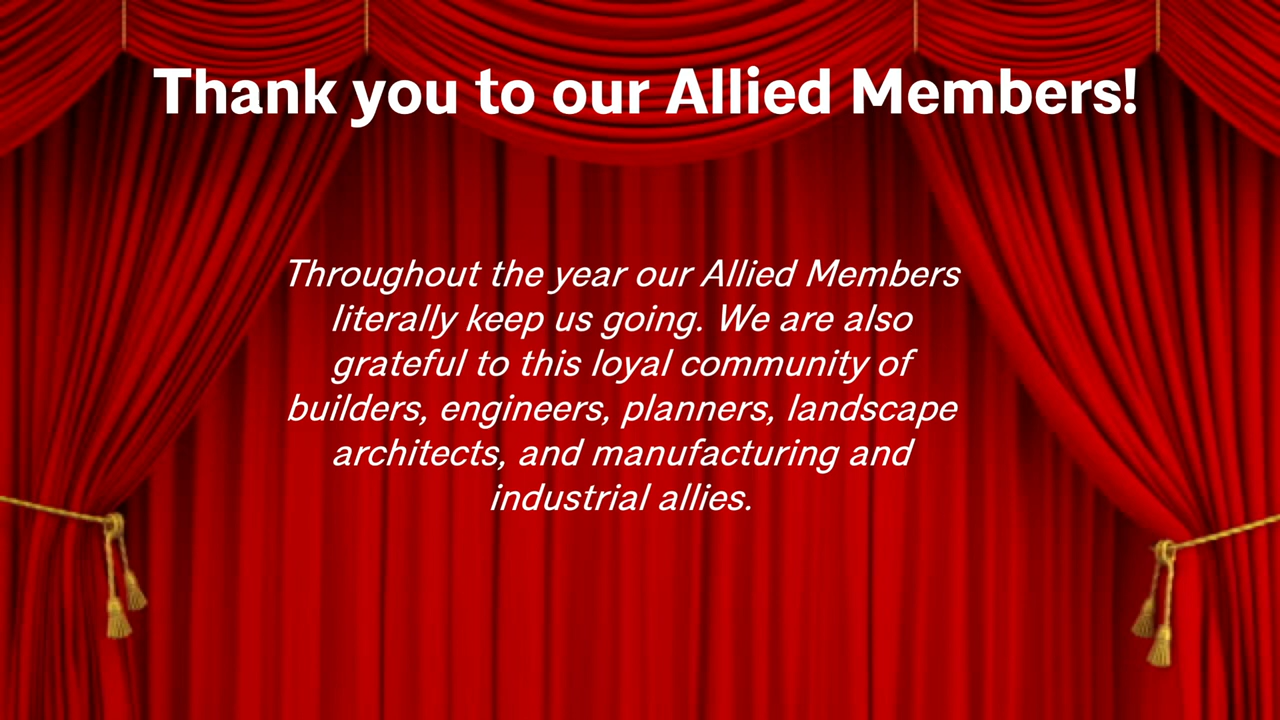 Thank you to our Allied Members!
Throughout the year our Allied Members
literally keep us going. We are also
grateful to this loyal community of
builders, engineers, planners, landscape
architects, and manufacturing and
industrial allies.